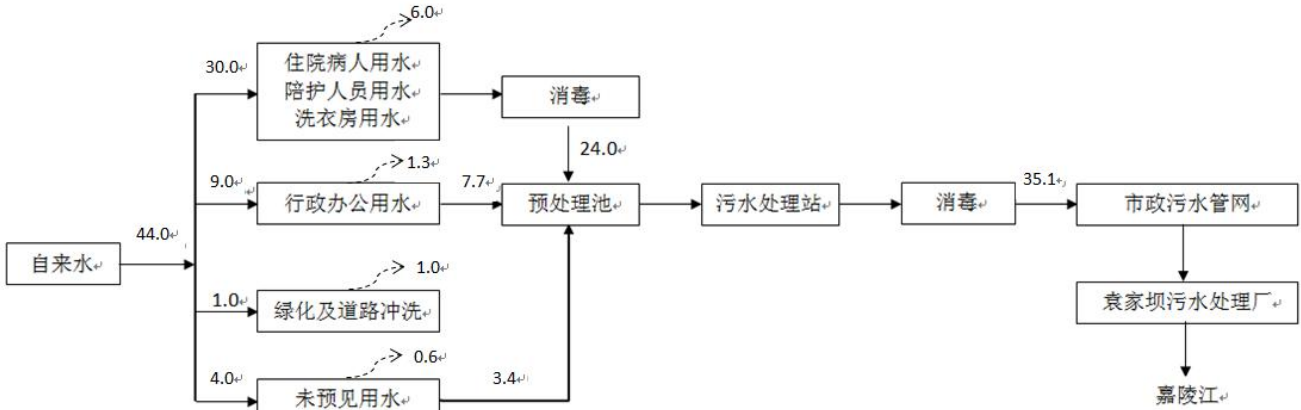 6.0
30.0
住院病人用水
陪护人员用水
洗衣房用水
消毒
24.0
1.3
9.0
行政办公用水
7.7
预处理池
污水处理站
消毒
35.1
市政污水管网
44.0
自来水
1.0
1.0
绿化及道路冲洗
袁家坝污水处理厂
0.6
4.0
未预见用水
3.4
嘉陵江